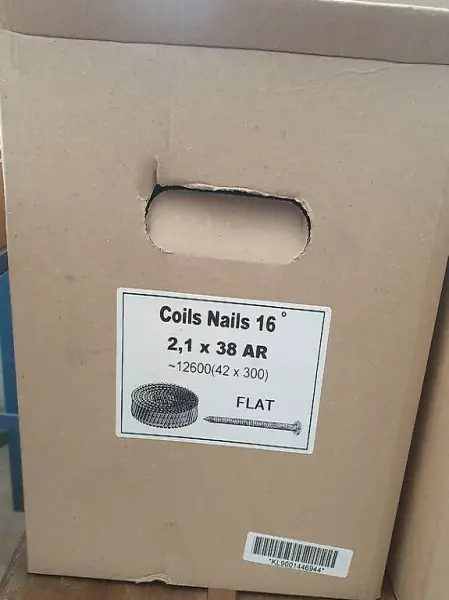 Coils Nails 16°
2,1 x 38 AR
~12600(42 x 300)
FLAT
*KL9001446944*